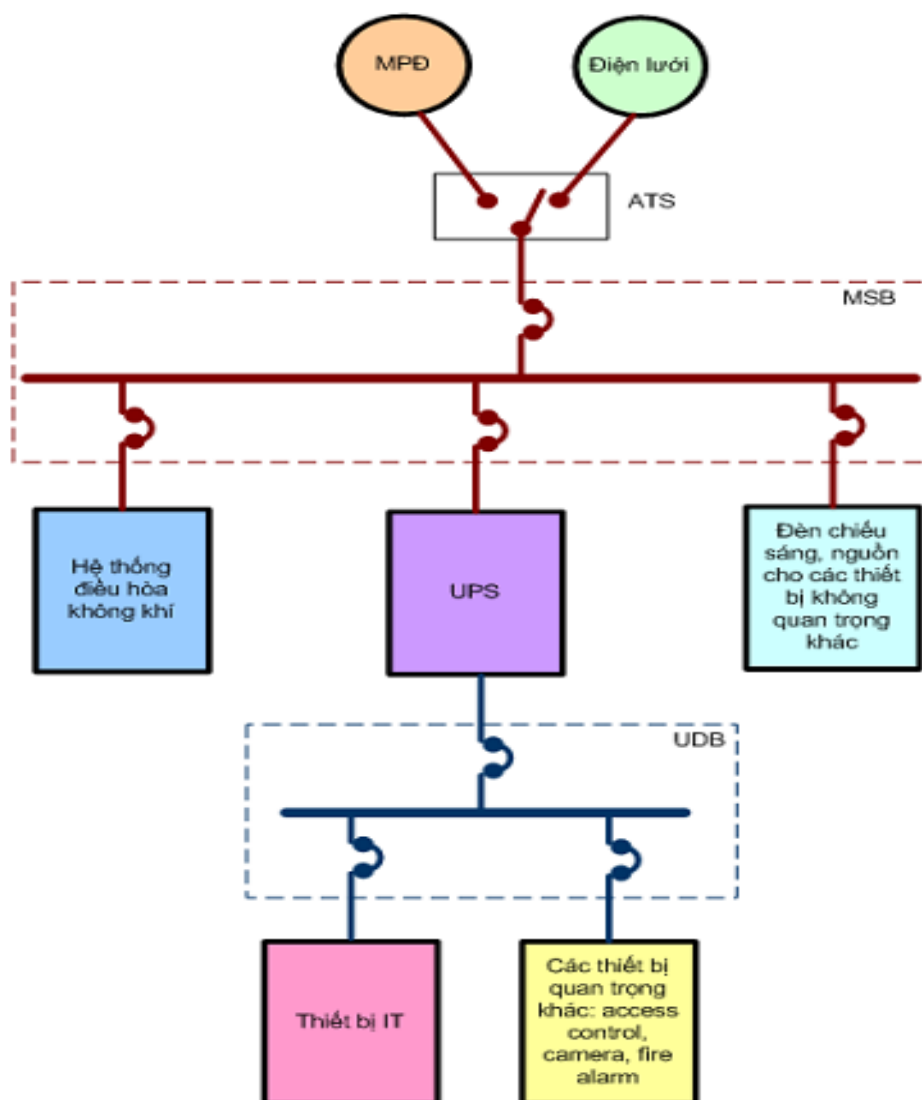 MPĐ
Điện lưới
ATS
MSB
Hệ thống
điều hòa
không khí
UPS
Đèn chiếu
sáng, nguồn
cho các thiết
bị không
quan trọng
khác
UDB
Thiết bị IT
Các thiết bị
quan trọng
khác: access
control,
camera, fire
alarm